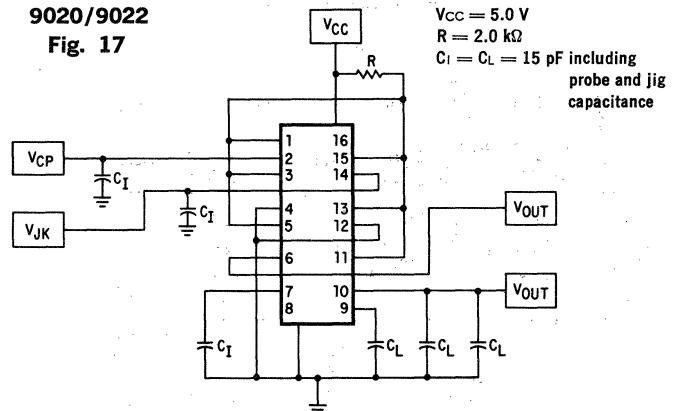 9020/9022
Fig. 17
VCC = 5.0 V
R = 2.0 kΩ
CI = CL = 15 pF including
probe and jig
capacitance
VCC
R
1 16
VCP
2 15
3 14
CI
4 13
CI
VOUT
VJK
5 12
6 11
7 10
VOUT
8 9
CI
CL
CL
CL